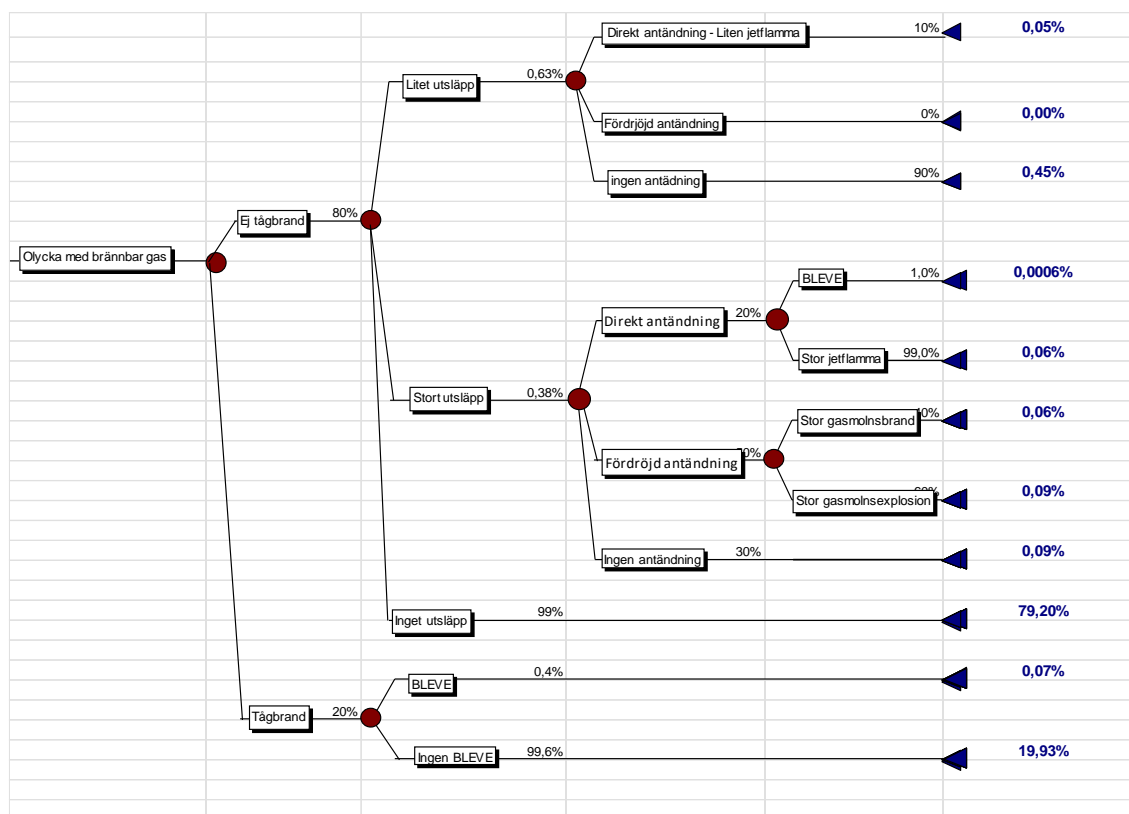 Direkt antändning - Liten jetflamma 10% 0,05%
Litet utsläpp 0,63%
Fördrjöjd antändning 0% 0,00%
ingen antädning 90% 0,45%
Ej tågbrand 80%
Olycka med brännbar gas
BLEVE 1,0% 0,0006%
Direkt antändning 20%
Stor jetflamma 99,0% 0,06%
Stort utsläpp 0,38%
Stor gasmolnsbrand 0,06%
Fördröjd antändning
Stor gasmolnsexplosion 0,09%
Ingen antändning 30% 0,09%
Inget utsläpp 99% 79,20%
BLEVE 0,4% 0,07%
Tågbrand 20%
Ingen BLEVE 99,6% 19,93%